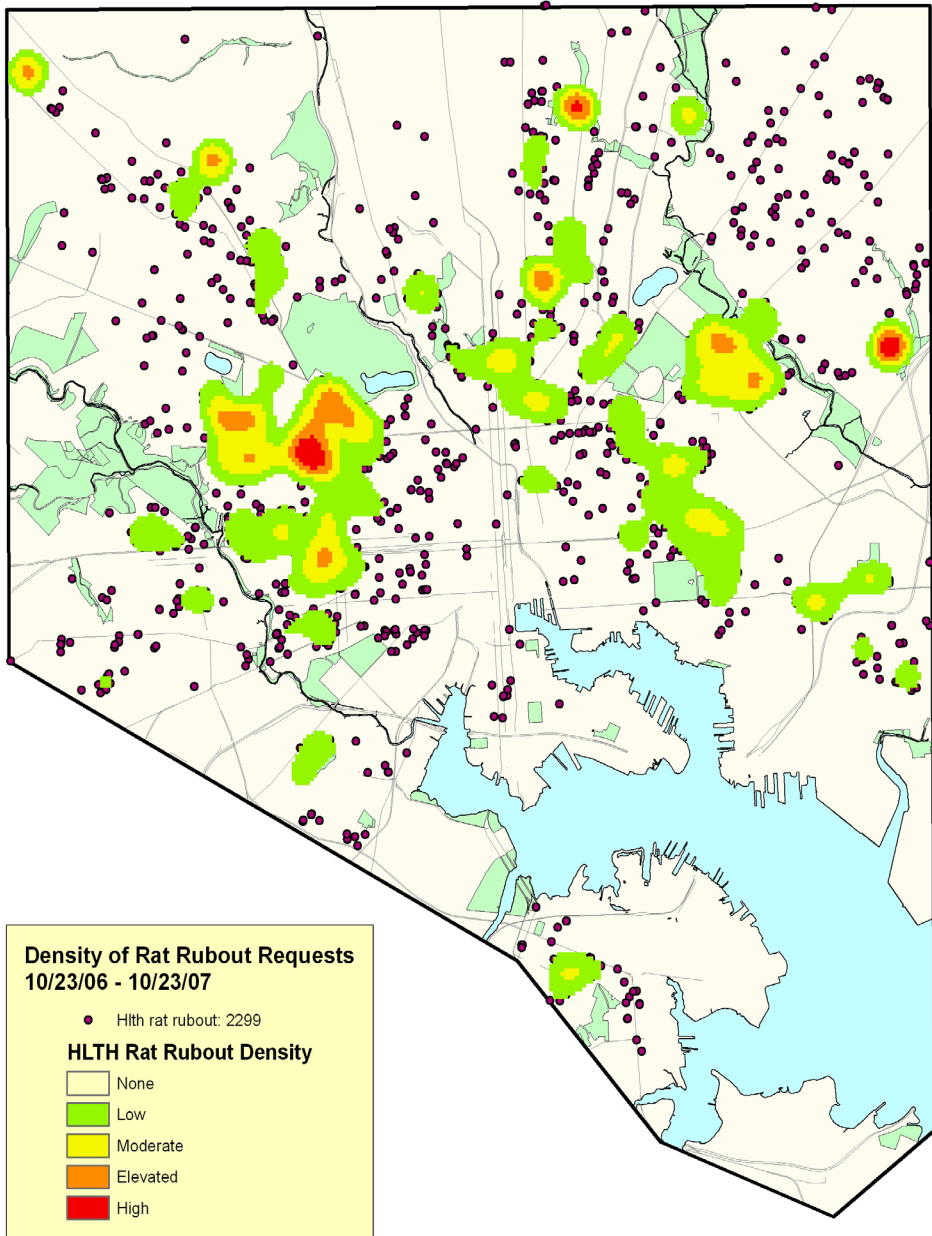 Density of Rat Rubout Requests
10/23/06 - 10/23/07
Hlth rat rubout: 2299
HLTH Rat Rubout Density
None
Low
Moderate
Elevated
High